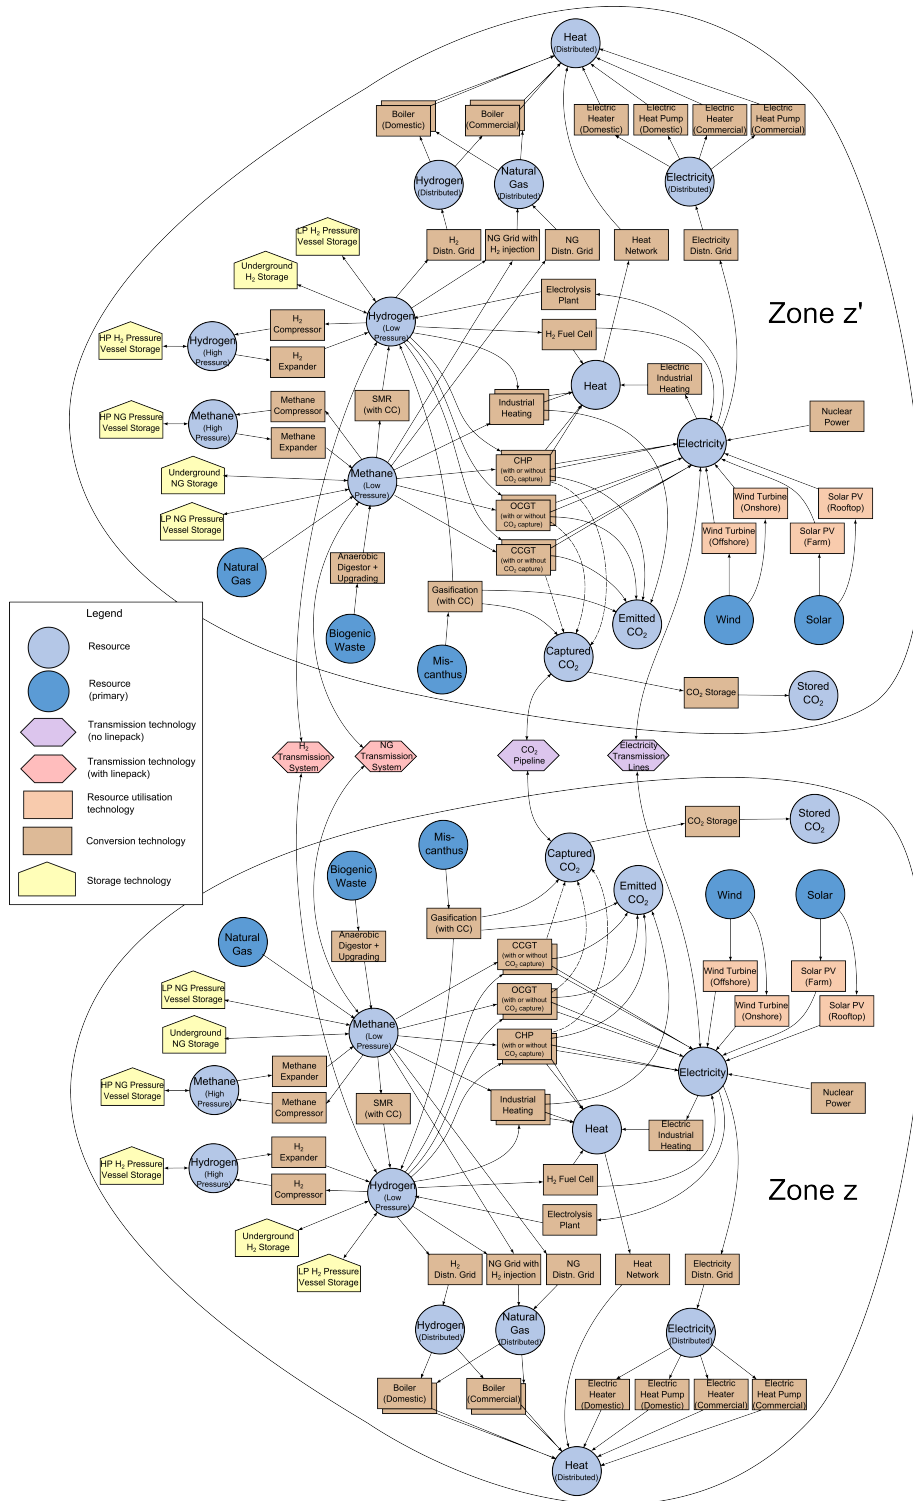 Heat
(Distributed)
Boiler
(Domestic)
Boiler
(Commercial)
Electric
Heater
(Domestic)
Electric
Heat Pump
(Domestic)
Electric
Heater
(Commercial)
Electric
Heat Pump
(Commercial)
Hydrogen
(Distributed)
Natural
Gas
(Distributed)
Electricity
(Distributed)
LP H₂ Pressure
Vessel Storage
H₂
Distn. Grid
NG Grid with
H₂ injection
NG
Distn. Grid
Heat
Network
Electricity
Distn. Grid
Underground
H₂ Storage
Electrolysis
Plant
Zone z'
Hydrogen
(Low
Pressure)
H₂
Compressor
HP H₂ Pressure
Vessel Storage
Hydrogen
(High
Pressure)
H₂
Expander
H₂ Fuel Cell
Heat
Electric
Industrial
Heating
SMR
(with CC)
Industrial
Heating
Methane
Compressor
HP NG Pressure
Vessel Storage
Methane
(High
Pressure)
Methane
Expander
Nuclear
Power
Electricity
Underground
NG Storage
Methane
(Low
Pressure)
CHP
(with or without
CO₂ capture)
LP NG Pressure
Vessel Storage
OCGT
(with or without
CO₂ capture)
Wind Turbine
(Onshore)
Solar PV
(Rooftop)
Wind Turbine
(Offshore)
Solar PV
(Farm)
CCGT
(with or without
CO₂ capture)
Natural
Gas
Anaerobic
Digestor +
Upgrading
Gasification
(with CC)
Biogenic
Waste
Mis-
canthus
Emitted
CO₂
Captured
CO₂
Wind
Solar
CO₂ Storage
Stored
CO₂
Legend
Resource
Resource
(primary)
Transmission technology
(no linepack)
Transmission technology
(with linepack)
Resource utilisation
technology
Conversion technology
Storage technology
H₂
Transmission
System
NG
Transmission
System
CO₂
Pipeline
Electricity
Transmission
Lines
CO₂ Storage
Stored
CO₂
Mis-
canthus
Captured
CO₂
Biogenic
Waste
Emitted
CO₂
Wind
Solar
Gasification
(with CC)
Natural
Gas
Anaerobic
Digestor +
Upgrading
CCGT
(with or without
CO₂ capture)
Wind Turbine
(Offshore)
Solar PV
(Farm)
LP NG Pressure
Vessel Storage
OCGT
(with or without
CO₂ capture)
Wind Turbine
(Onshore)
Solar PV
(Rooftop)
Underground
NG Storage
Methane
(Low
Pressure)
CHP
(with or without
CO₂ capture)
Methane
Expander
HP NG Pressure
Vessel Storage
Methane
(High
Pressure)
Methane
Compressor
Electricity
Nuclear
Power
SMR
(with CC)
Industrial
Heating
Heat
Electric
Industrial
Heating
H₂
Expander
HP H₂ Pressure
Vessel Storage
Hydrogen
(High
Pressure)
H₂
Compressor
Hydrogen
(Low
Pressure)
H₂ Fuel Cell
Zone z
Electrolysis
Plant
Underground
H₂ Storage
LP H₂ Pressure
Vessel Storage
H₂
Distn. Grid
NG Grid with
H₂ injection
NG
Distn. Grid
Heat
Network
Electricity
Distn. Grid
Hydrogen
(Distributed)
Natural
Gas
(Distributed)
Electricity
(Distributed)
Boiler
(Domestic)
Boiler
(Commercial)
Electric
Heater
(Domestic)
Electric
Heat Pump
(Domestic)
Electric
Heater
(Commercial)
Electric
Heat Pump
(Commercial)
Heat
(Distributed)